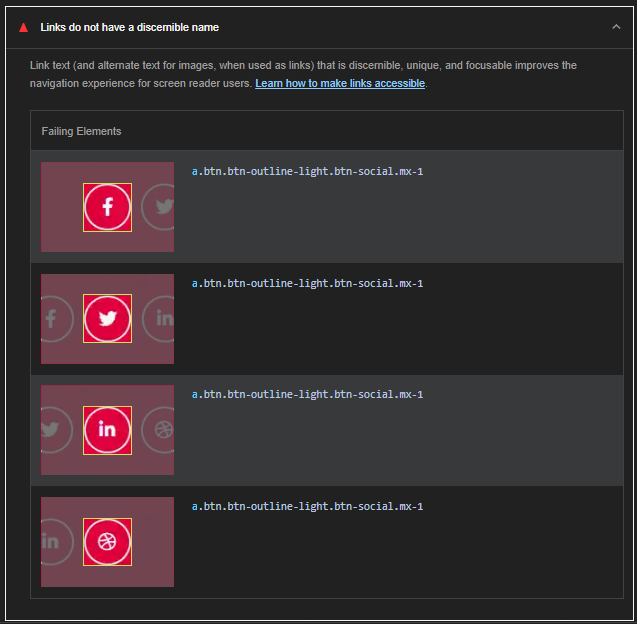 Links do not have a discernible name
Link text (and alternate text for images, when used as links) that is discernible, unique, and focusable improves the
navigation experience for screen reader users. Learn how to make links accessible.
Failing Elements
a.btn.btn-outline-light.btn-social.mx-1
a.btn.btn-outline-light.btn-social.mx-1
in
a.btn.btn-outline-light.btn-social.mx-1
in
a.btn.btn-outline-light.btn-social.mx-1
in